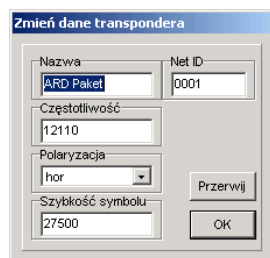 Zmień dane transpondera
Nazwa
Net ID
ARD Paket
0001
Częstotliwość
12110
Polaryzacja
hor
Przerwij
Szybkość symbolu
27500
OK